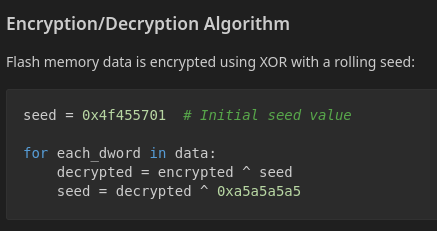 Encryption/Decryption Algorithm
Flash memory data is encrypted using XOR with a rolling seed:
seed = 0x4f455701  # Initial seed value
for each_dword in data:
    decrypted = encrypted ^ seed
    seed = decrypted ^ 0xa5a5a5a5